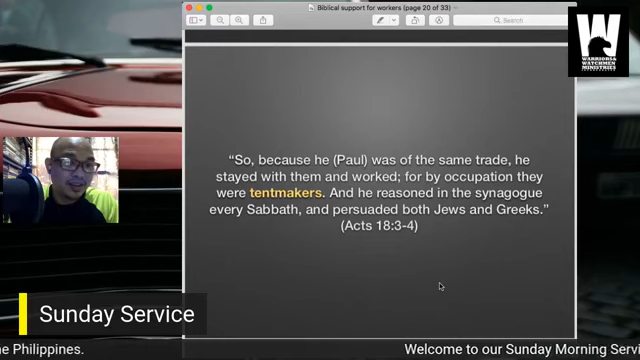 Biblical support for workers (page 20 of 33)
Search
WARRIORS &
WATCHMEN
MINISTRIES
“So, because he (Paul) was of the same trade, he
stayed with them and worked; for by occupation they
were tentmakers. And he reasoned in the synagogue
every Sabbath, and persuaded both Jews and Greeks.”
(Acts 18:3-4)
Sunday Service
he Philippines.
Welcome to our Sunday Morning Servi